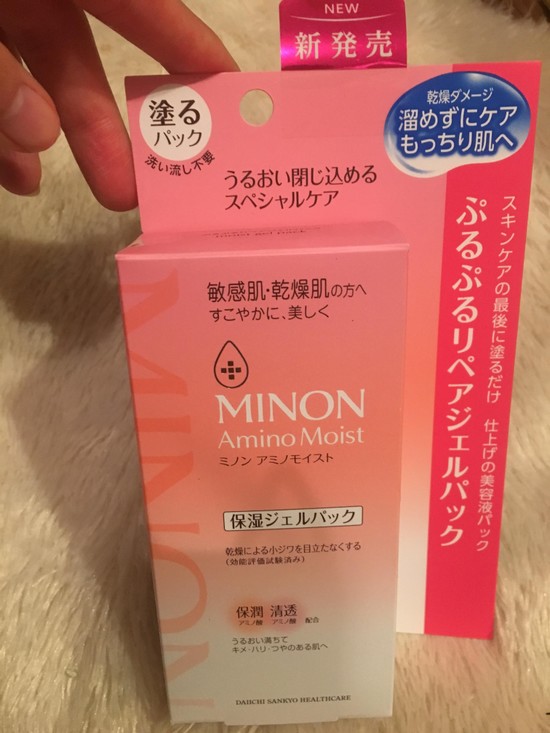 NEW
新発売
塗る
パック
洗い流し不要
乾燥ダメージ
溜めずにケア
もっちり肌へ
うるおい閉じ込める
スペシャルケア
スキンケアの最後に塗るだけ 仕上げの美容液パック
ぷるぷるリペアジェルパック
敏感肌・乾燥肌の方へ
すこやかに、美しく
MINON
MINON
Amino Moist
ミノン アミノモイスト
保湿ジェルパック
乾燥による小ジワを目立たなくする
(効能評価試験済み)
保潤 清透
アミノ酸 アミノ酸 配合
うるおい満ちて
キメ・ハリ・つやのある肌へ
DAIICHI SANKYO HEALTHCARE